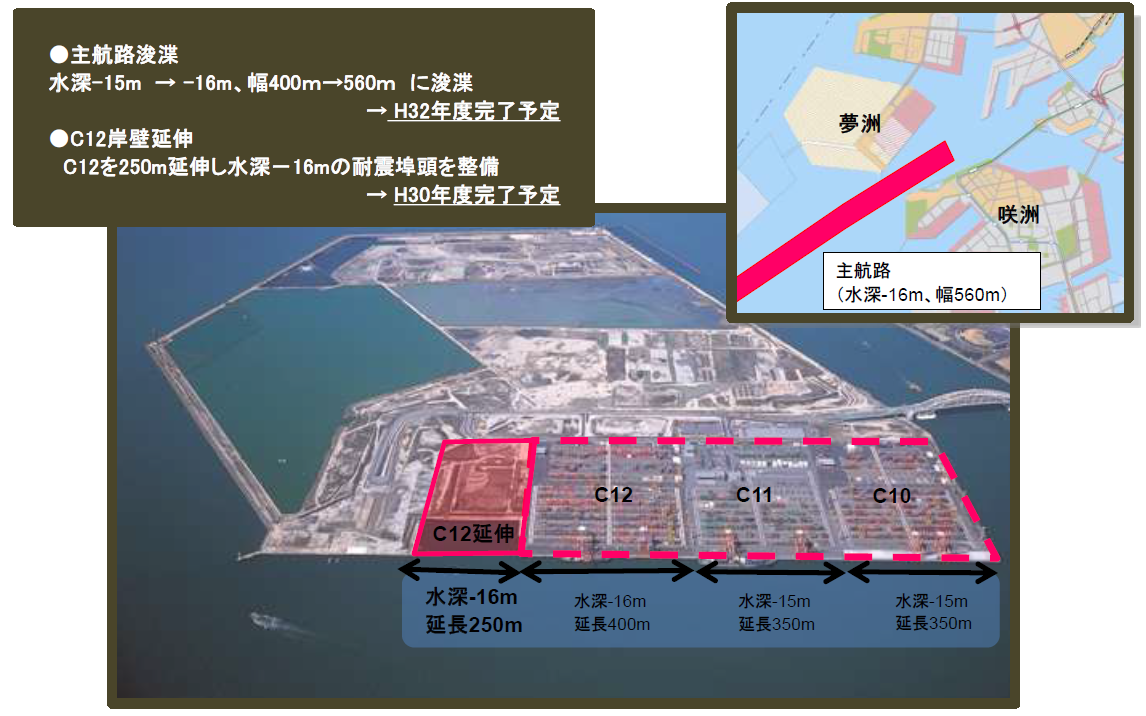 ●主航路浚渫
水深-15m → -16m、幅400m→560m に浚渫
→ H32年度完了予定
●C12岸壁延伸
C12を250m延伸し水深－16mの耐震埠頭を整備
→ H30年度完了予定
夢洲
咲洲
主航路
（水深-16m、幅560m）
C12延伸
C12
C11
C10
水深-16m
延長250m
水深-16m
延長400m
水深-15m
延長350m
水深-15m
延長350m